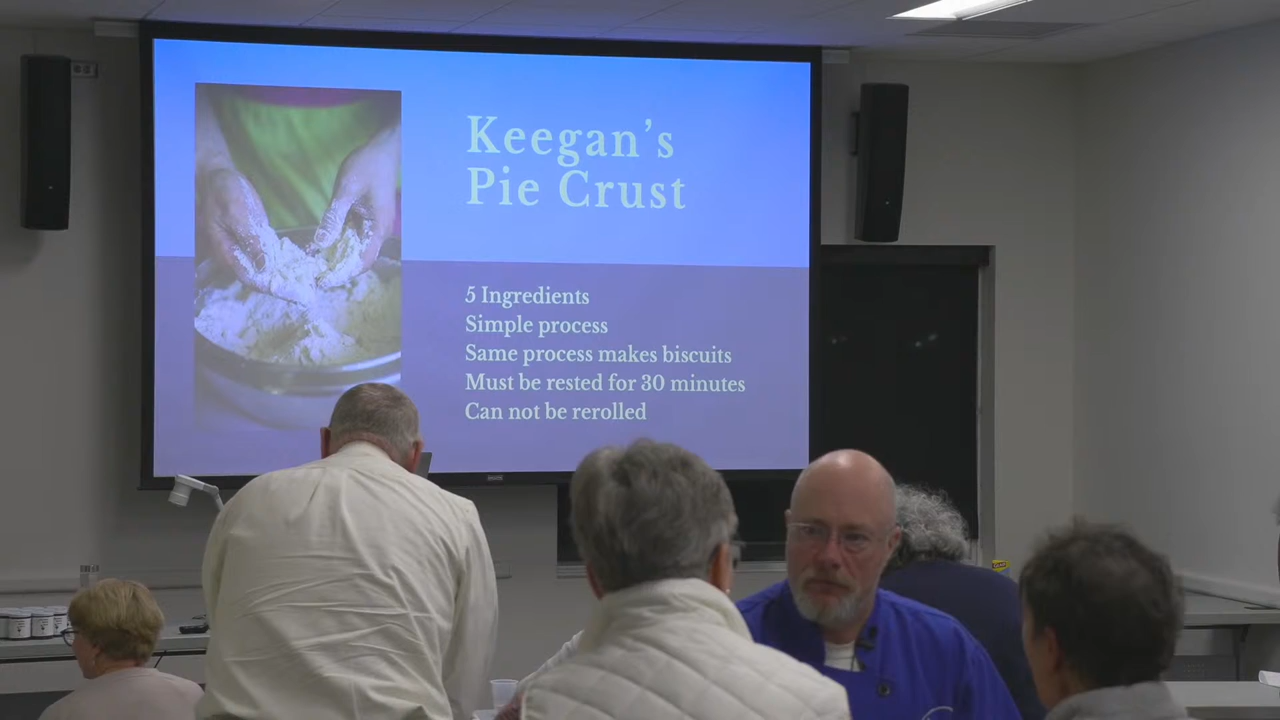 Keegan's
Pie Crust
5 Ingredients
Simple process
Same process makes biscuits
Must be rested for 30 minutes
Can not be rerolled